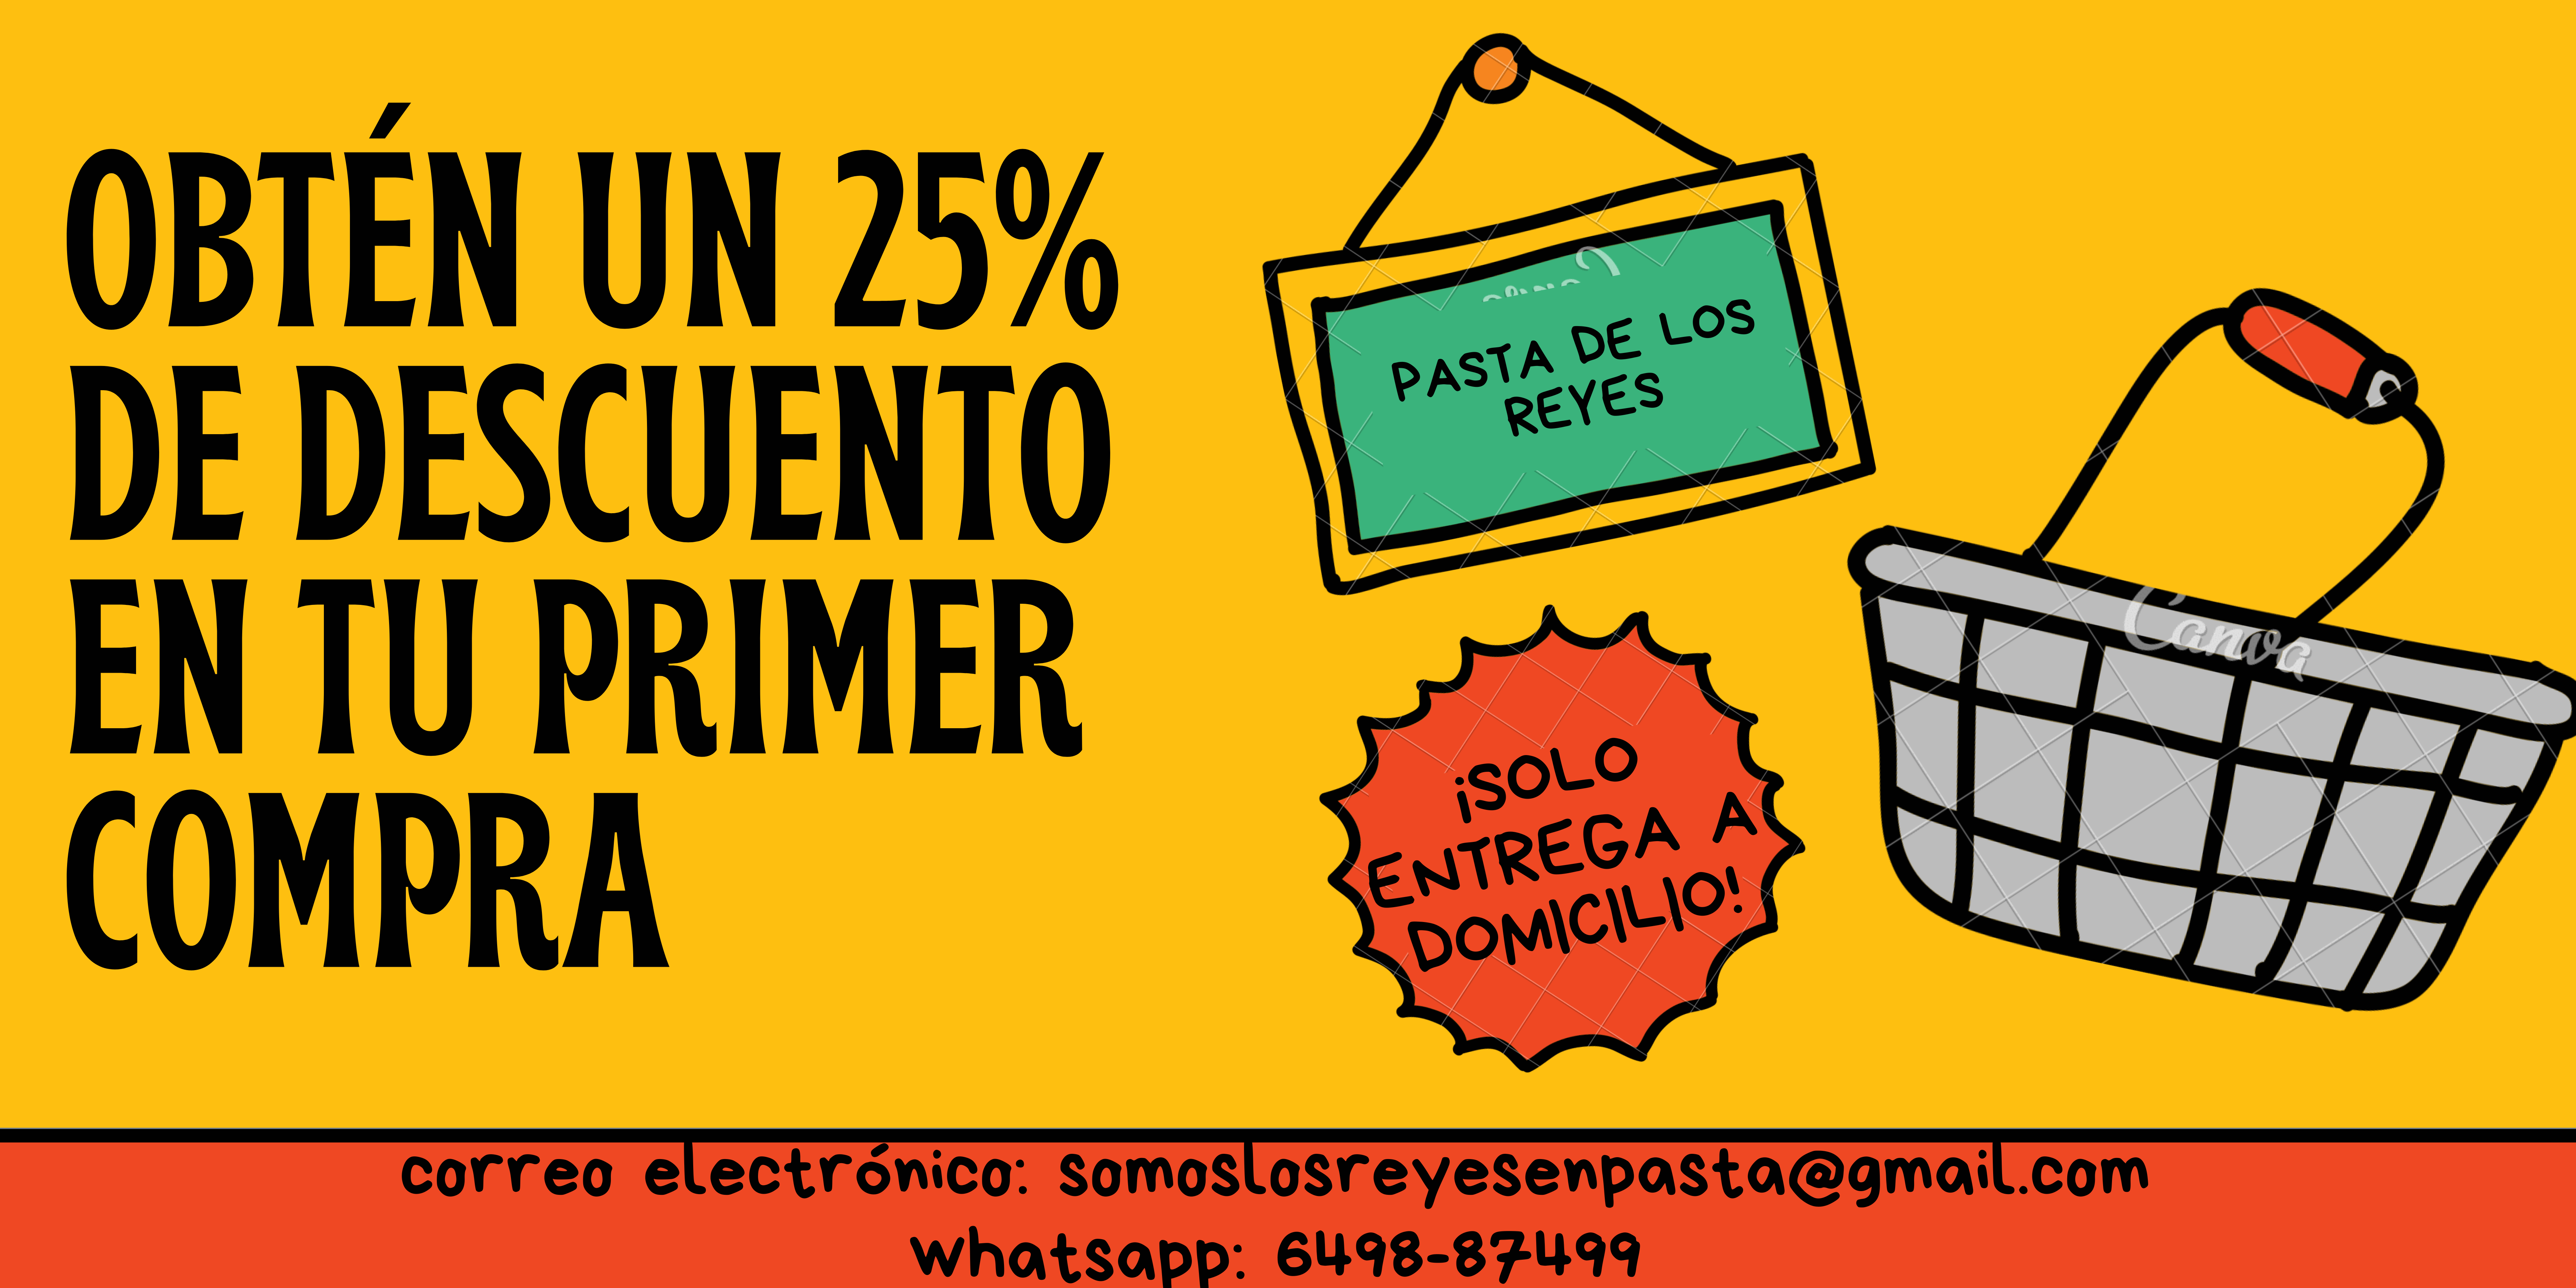 OBTÉN UN 25%
DE DESCUENTO
EN TU PRIMER
COMPRA
PASTA DE LOS
REYES
¡SOLO
ENTREGA A
DOMICILIO!
Canva
correo electrónico: somoslosreyesenpasta@gmail.com
whatsapp: 6498-87499